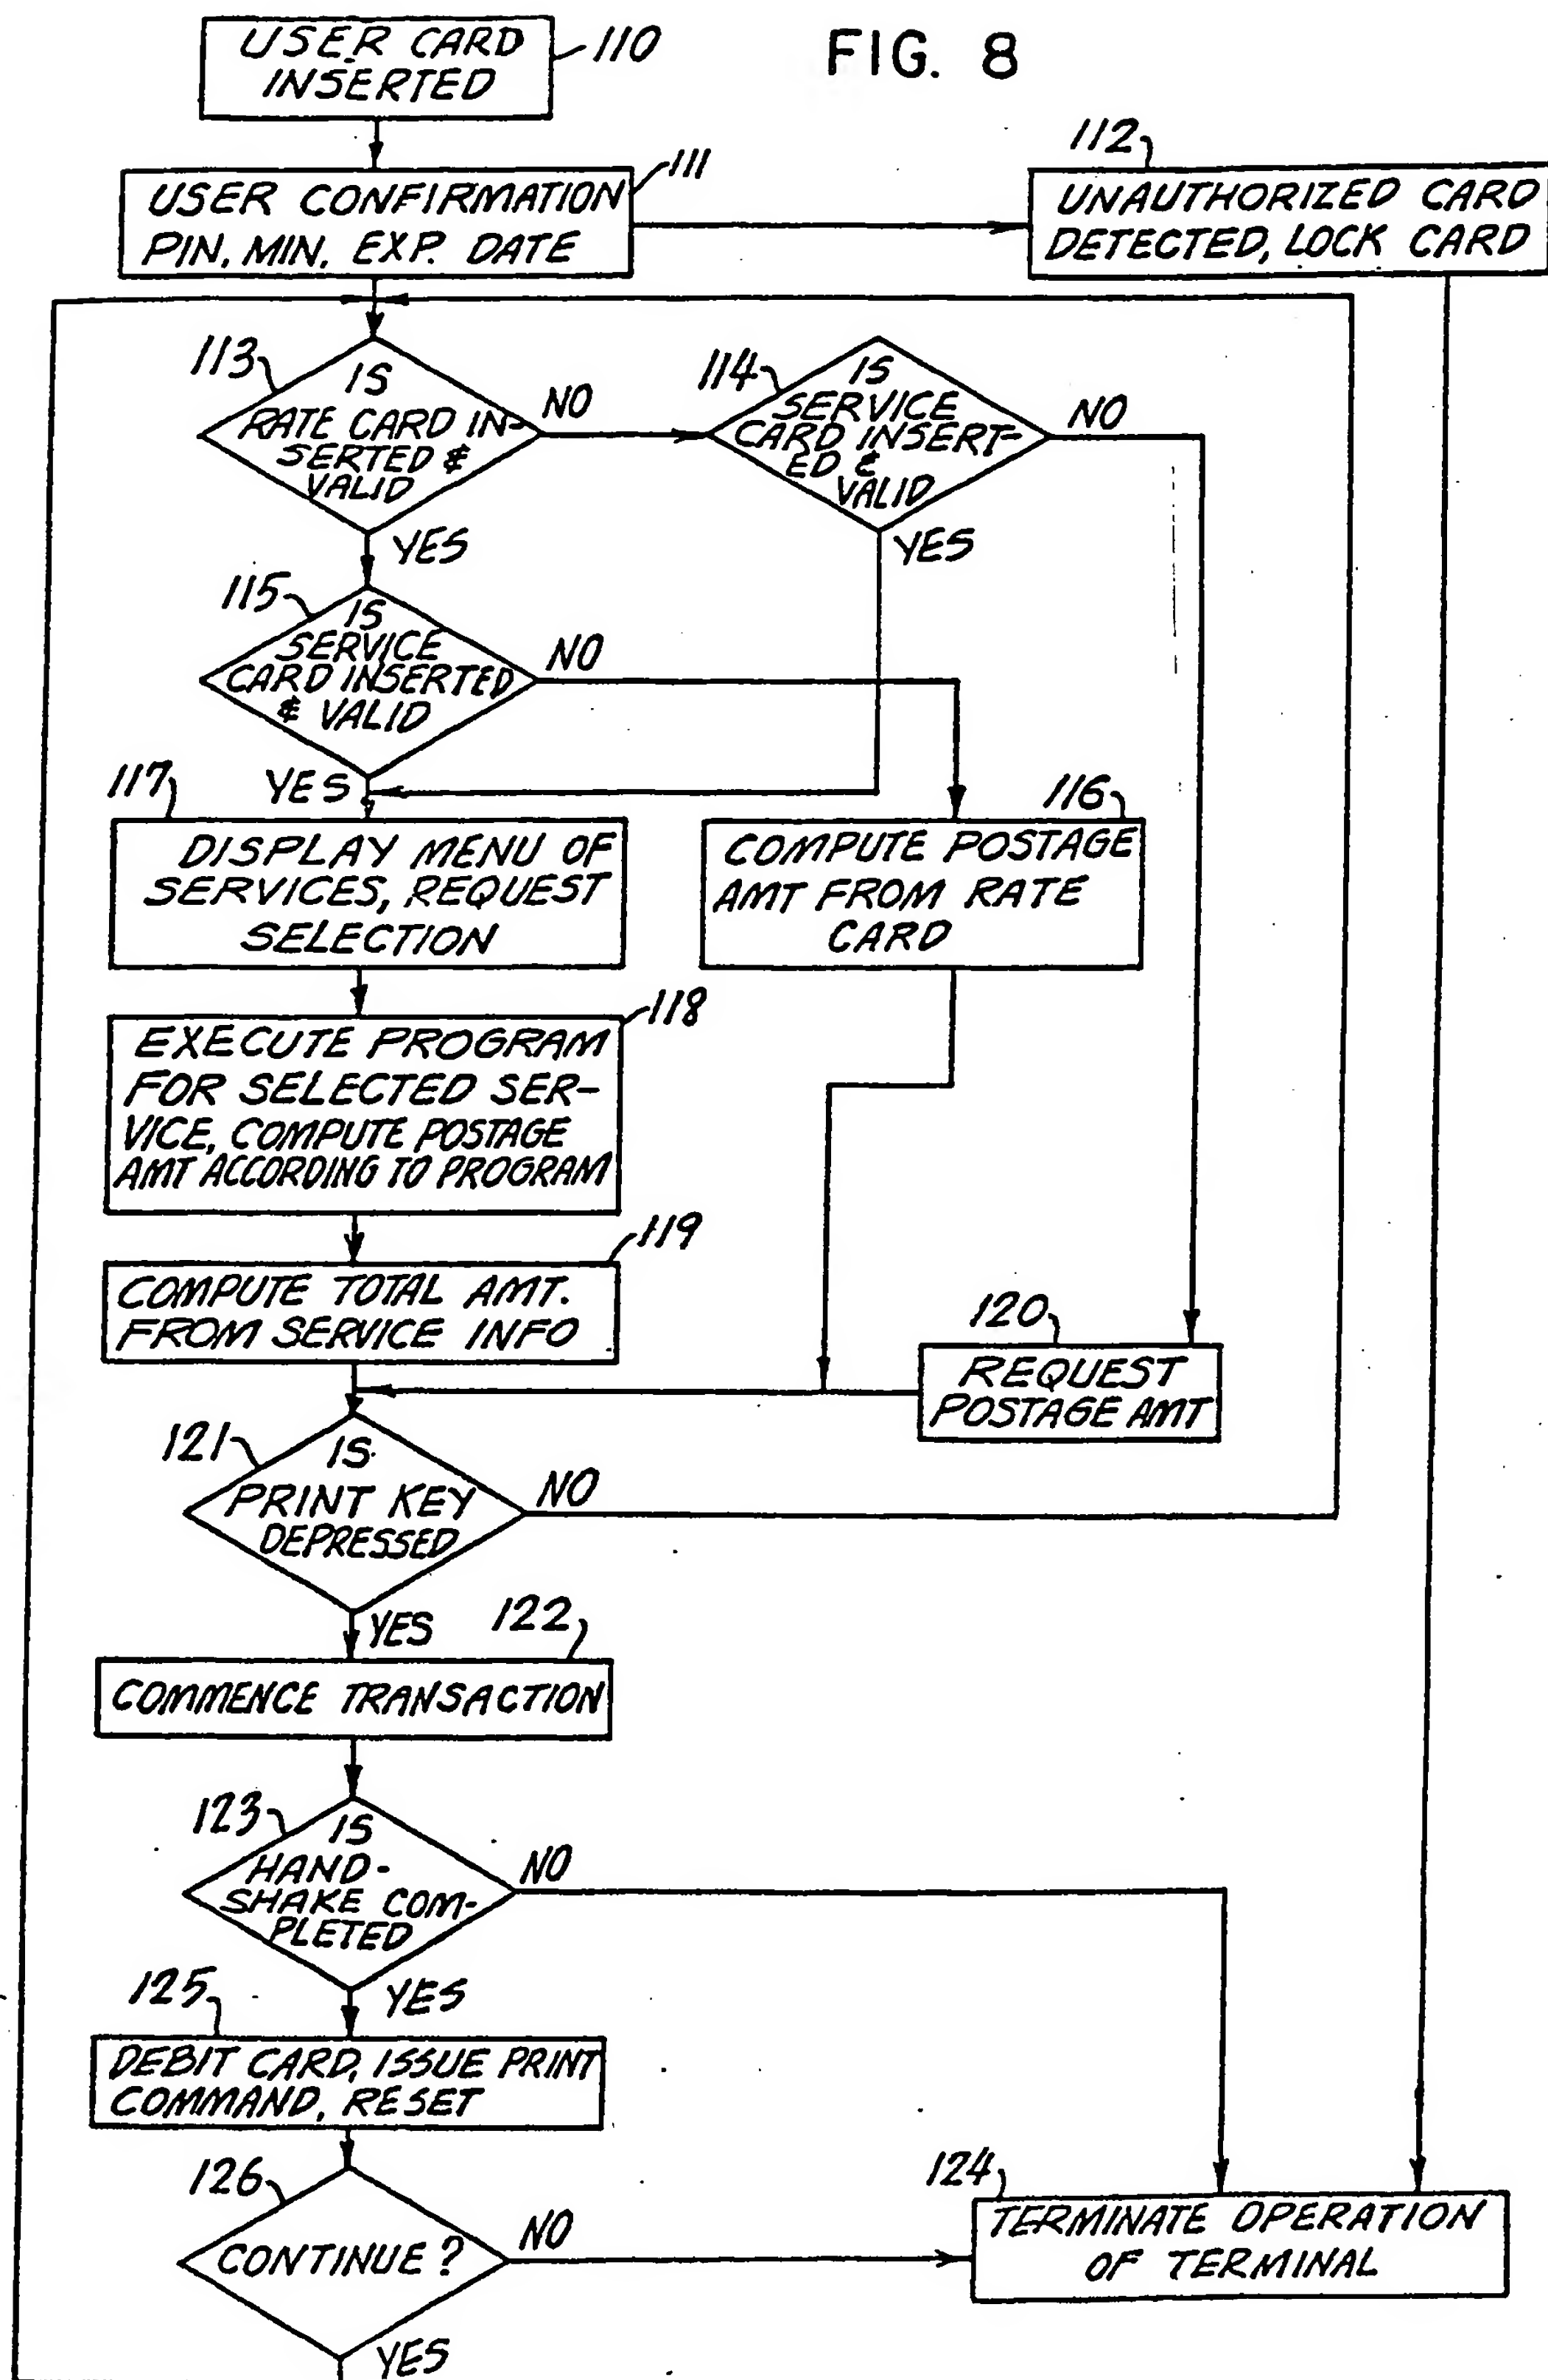 FIG. 8
USER CARD
INSERTED
110
USER CONFIRMATION
PIN, MIN, EXP. DATE
111
112
UNAUTHORIZED CARD
DETECTED, LOCK CARD
113
IS
RATE CARD IN-
SERTED &
VALID
NO
YES
114
IS
SERVICE
CARD INSERT-
ED &
VALID
NO
YES
115
IS
SERVICE
CARD INSERTED
& VALID
NO
YES
117
DISPLAY MENU OF
SERVICES, REQUEST
SELECTION
116
COMPUTE POSTAGE
AMT FROM RATE
CARD
118
EXECUTE PROGRAM
FOR SELECTED SER-
VICE, COMPUTE POSTAGE
AMT ACCORDING TO PROGRAM
119
COMPUTE TOTAL AMT.
FROM SERVICE INFO
120
REQUEST
POSTAGE AMT
121
IS
PRINT KEY
DEPRESSED
NO
YES
122
COMMENCE TRANSACTION
123
IS
HAND-
SHAKE COM-
PLETED
NO
YES
125
DEBIT CARD, ISSUE PRINT
COMMAND, RESET
126
CONTINUE?
NO
YES
124
TERMINATE OPERATION
OF TERMINAL